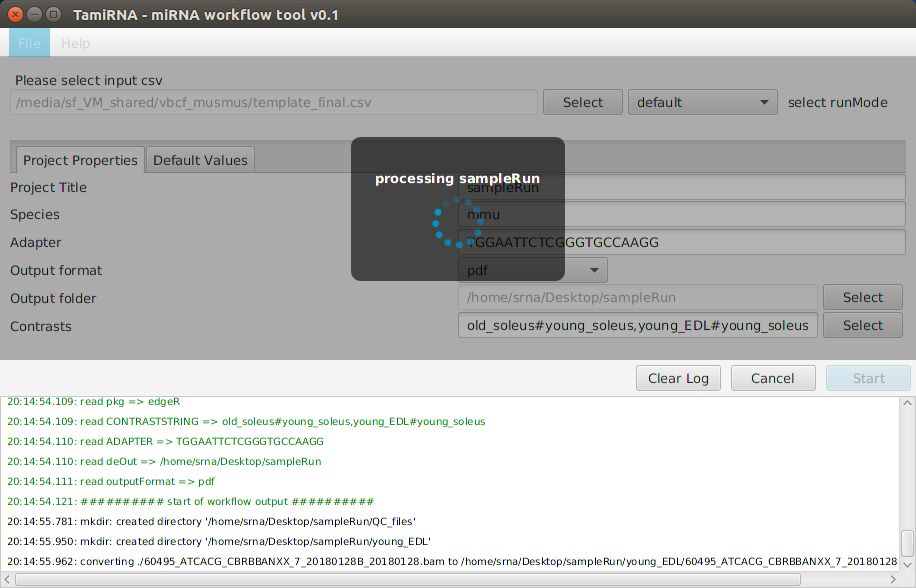 TamiRNA - miRNA workflow tool v0.1
File Help
Please select input csv
/media/sf_VM_shared/vbcf_musmus/template_final.csv Select default select runMode
Project Properties Default Values
processing sampleRun
Project Title sampleRun
Species mmu
Adapter TGGAATTCTCGGGTGCCAAGG
Output format pdf
Output folder /home/srna/Desktop/sampleRun Select
Contrasts old_soleus#young_soleus,young_EDL#young_soleus Select
Clear Log Cancel Start
20:14:54.109: read pkg => edgeR
20:14:54.109: read CONTRASTSTRING => old_soleus#young_soleus,young_EDL#young_soleus
20:14:54.110: read ADAPTER => TGGAATTCTCGGGTGCCAAGG
20:14:54.110: read deOut => /home/srna/Desktop/sampleRun
20:14:54.111: read outputFormat => pdf
20:14:54.121: ########## start of workflow output ##########
20:14:55.781: mkdir: created directory '/home/srna/Desktop/sampleRun/QC_files'
20:14:55.950: mkdir: created directory '/home/srna/Desktop/sampleRun/young_EDL'
20:14:55.962: converting ./60495_ATCACG_CBRBBANXX_7_20180128B_20180128.bam to /home/srna/Desktop/sampleRun/young_EDL/60495_ATCACG_CBRBBANXX_7_20180128